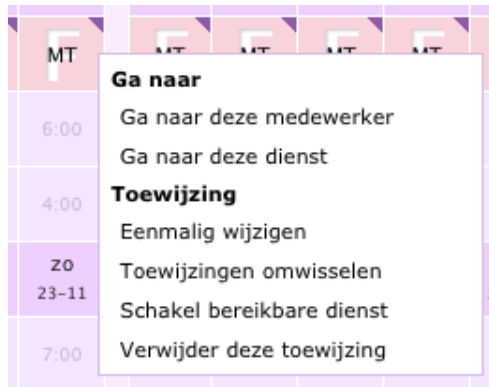 MT MT MT MT MT
Ga naar
6:00 Ga naar deze medewerker
Ga naar deze dienst
Toewijzing
4:00 Eenmalig wijzigen
zo Toewijzingen omwisselen
23-11 Schakel bereikbare dienst
7:00 Verwijder deze toewijzing